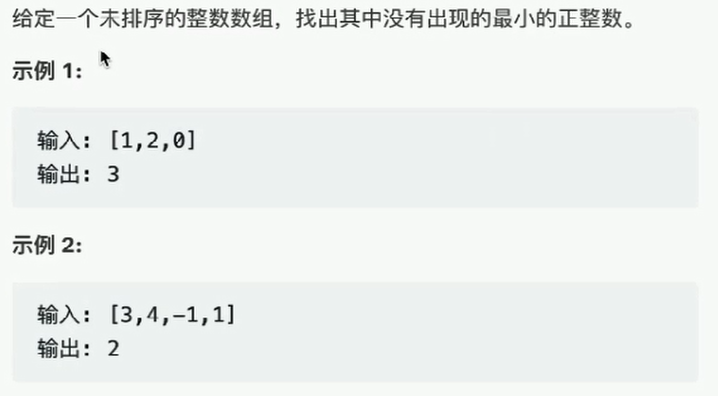 给定一个未排序的整数数组，找出其中没有出现的最小的正整数。
示例 1:
输入: [1,2,0]
输出: 3
示例 2:
输入: [3,4,-1,1]
输出: 2